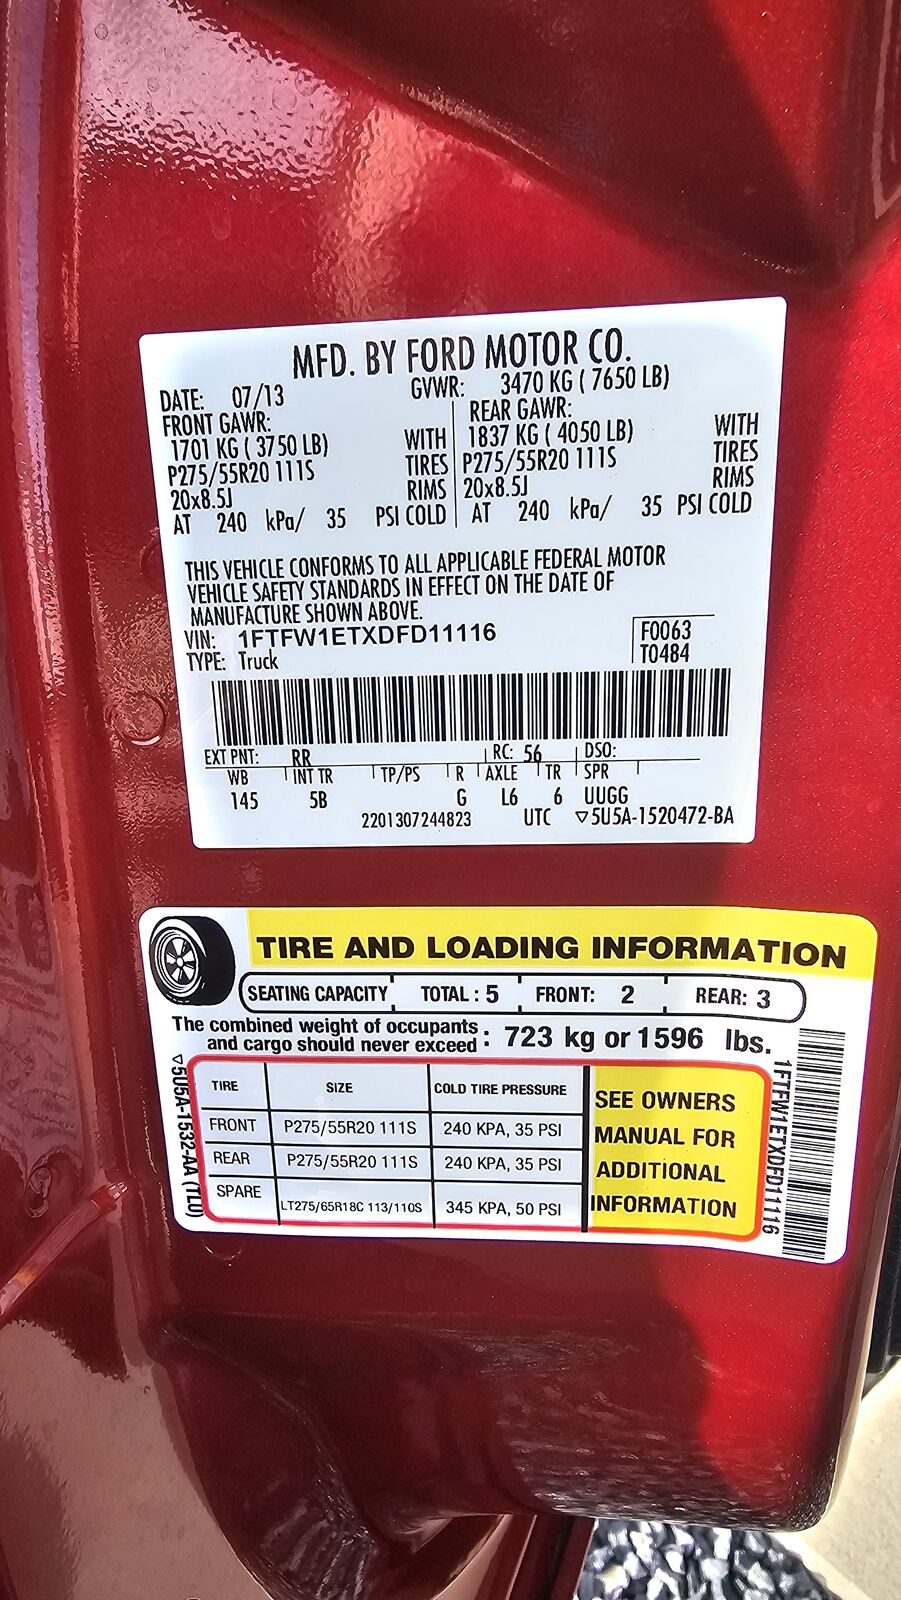 MFD. BY FORD MOTOR CO.
DATE: 07/13 GVWR: 3470 KG ( 7650 LB)
FRONT GAWR: REAR GAWR:
1701 KG ( 3750 LB) WITH 1837 KG ( 4050 LB) WITH
P275/55R20 111S TIRES P275/55R20 111S TIRES
20x8.5J RIMS 20x8.5J RIMS
AT 240 kPa/ 35 PSI COLD AT 240 kPa/ 35 PSI COLD
THIS VEHICLE CONFORMS TO ALL APPLICABLE FEDERAL MOTOR
VEHICLE SAFETY STANDARDS IN EFFECT ON THE DATE OF
MANUFACTURE SHOWN ABOVE.
VIN: 1FTFW1ETXDFD11116 F0063
TYPE: Truck T0484
EXT PNT: RR RC: 56 DSO:
WB INT TR TP/PS R AXLE TR SPR
145 5B G L6 6 UUGG
2201307244823 UTC ▽5U5A-1520472-BA
TIRE AND LOADING INFORMATION
SEATING CAPACITY TOTAL : 5 FRONT: 2 REAR: 3
The combined weight of occupants
and cargo should never exceed : 723 kg or 1596 lbs.
TIRE SIZE COLD TIRE PRESSURE
FRONT P275/55R20 111S 240 KPA, 35 PSI
REAR P275/55R20 111S 240 KPA, 35 PSI
SPARE LT275/65R18C 113/110S 345 KPA, 50 PSI
SEE OWNERS
MANUAL FOR
ADDITIONAL
INFORMATION
▽5U5A-1532-AA (TL0)
1FTFW1ETXDFD11116